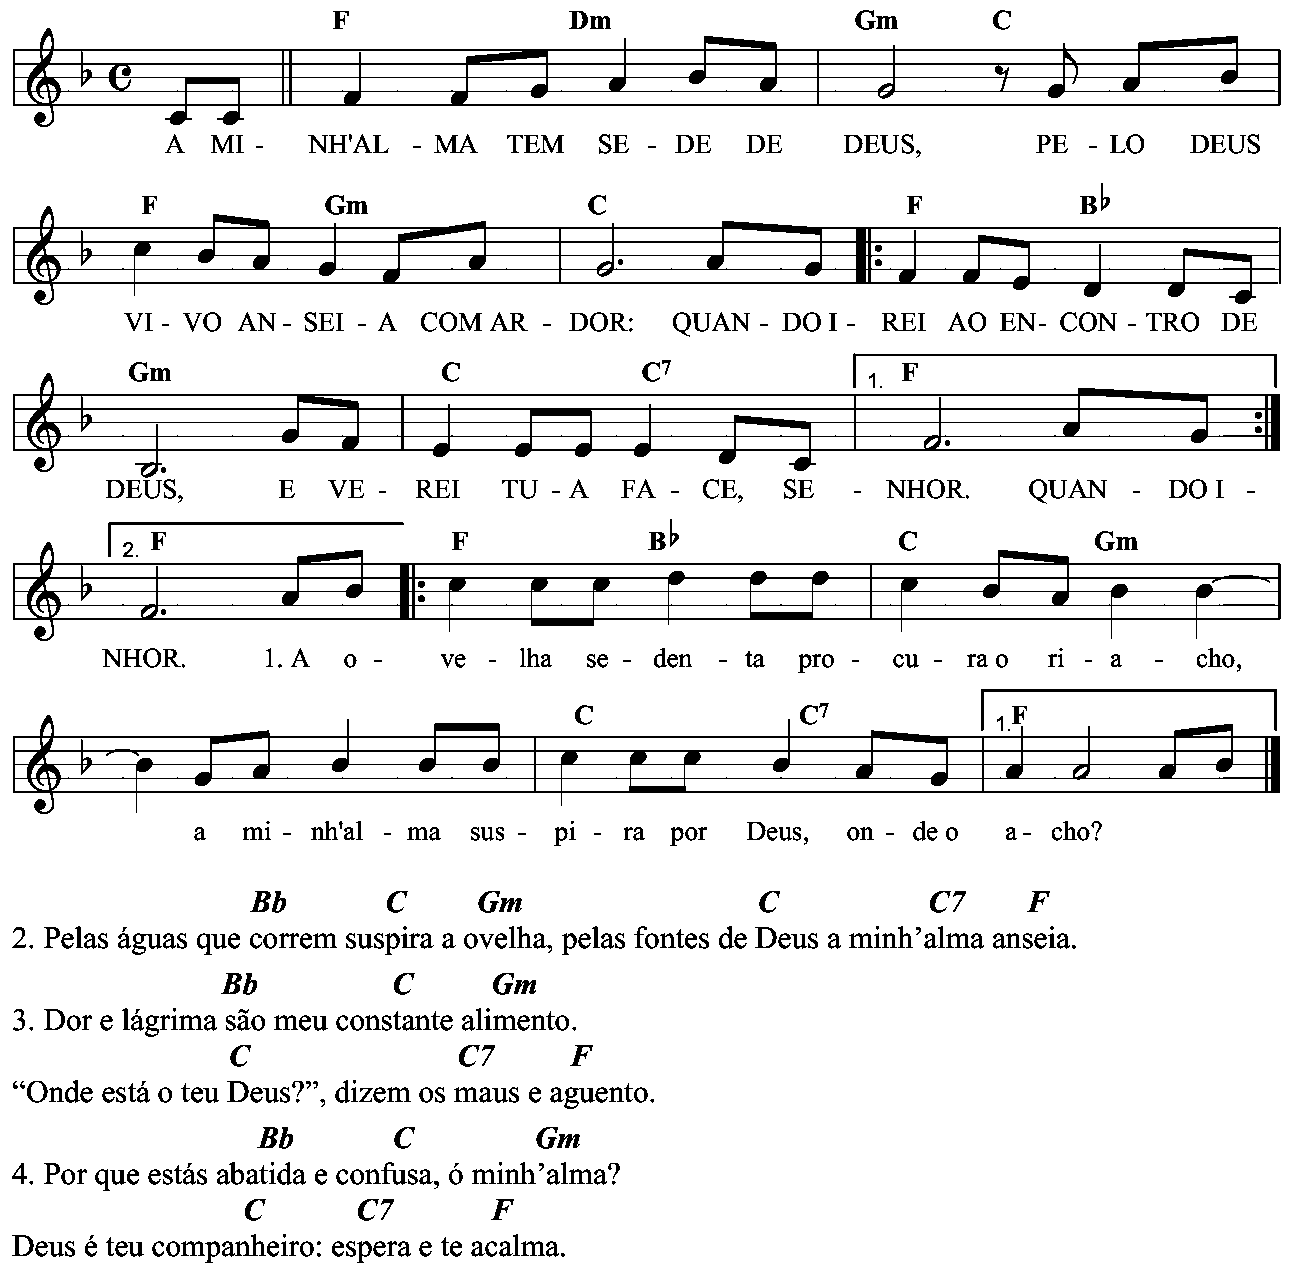 F Dm Gm C
A MI - NH'AL - MA TEM SE - DE DE DEUS, PE - LO DEUS
F Gm C F B♭
VI - VO AN - SEI - A COM AR - DOR: QUAN - DO I - REI AO EN - CON - TRO DE
Gm C C7 1. F
DEUS, E VE - REI TU - A FA - CE, SE - NHOR. QUAN - DO I -
2. F F B♭ C Gm
NHOR. 1. A o - ve - lha se - den - ta pro - cu - ra o ri - a - cho,
C C7 1. F
a mi - nh'al - ma sus - pi - ra por Deus, on - de o a - cho?
Bb C Gm C C7 F
2. Pelas águas que correm suspira a ovelha, pelas fontes de Deus a minh’alma anseia.
Bb C Gm
3. Dor e lágrima são meu constante alimento.
C C7 F
“Onde está o teu Deus?”, dizem os maus e aguento.
Bb C Gm
4. Por que estás abatida e confusa, ó minh’alma?
C C7 F
Deus é teu companheiro: espera e te acalma.